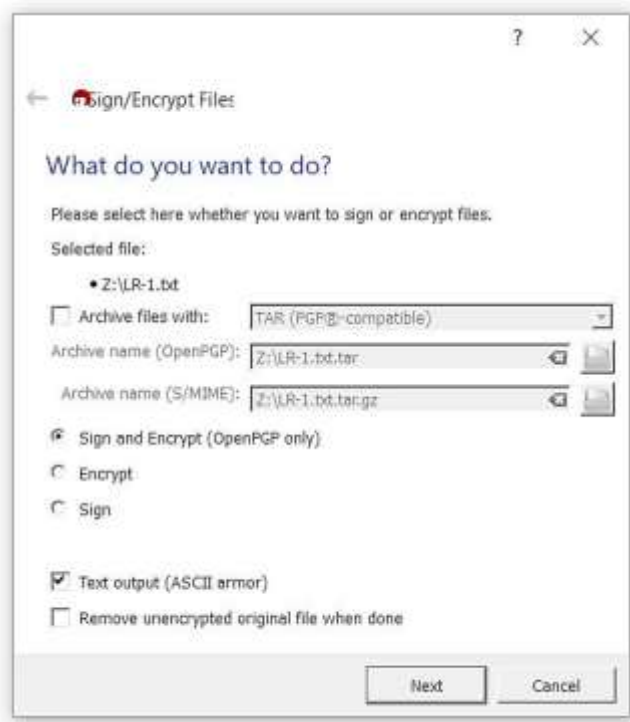 ?
Sign/Encrypt Files
What do you want to do?
Please select here whether you want to sign or encrypt files.
Selected file:
• Z:\LR-1.txt
Archive files with: TAR (PGP®-compatible)
Archive name (OpenPGP): Z:\LR-1.txt.tar
Archive name (S/MIME): Z:\LR-1.txt.tar.gz
Sign and Encrypt (OpenPGP only)
Encrypt
Sign
Text output (ASCII armor)
Remove unencrypted original file when done
Next Cancel